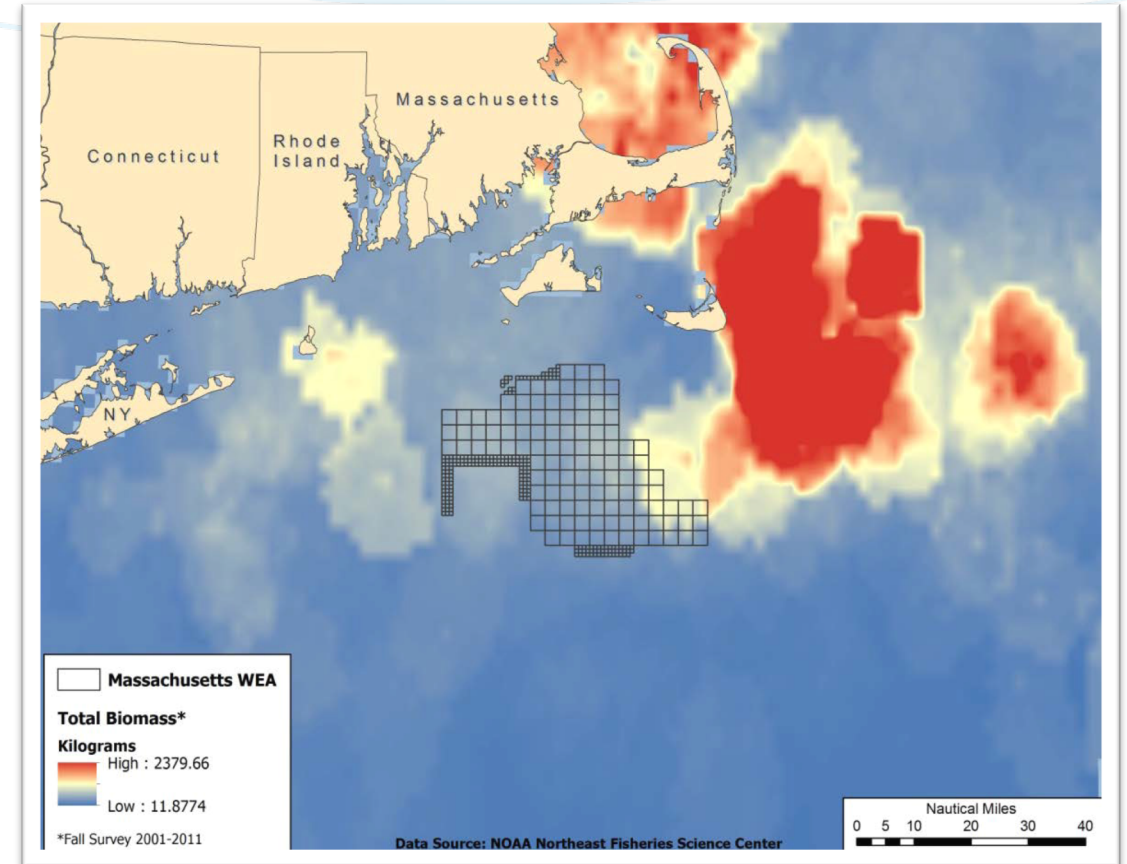 Massachusetts
Connecticut
Rhode
Island
NY
Massachusetts WEA
Total Biomass*
Kilograms
High : 2379.66
Low : 11.8774
*Fall Survey 2001-2011
Data Source: NOAA Northeast Fisheries Science Center
Nautical Miles
0 5 10 20 30 40